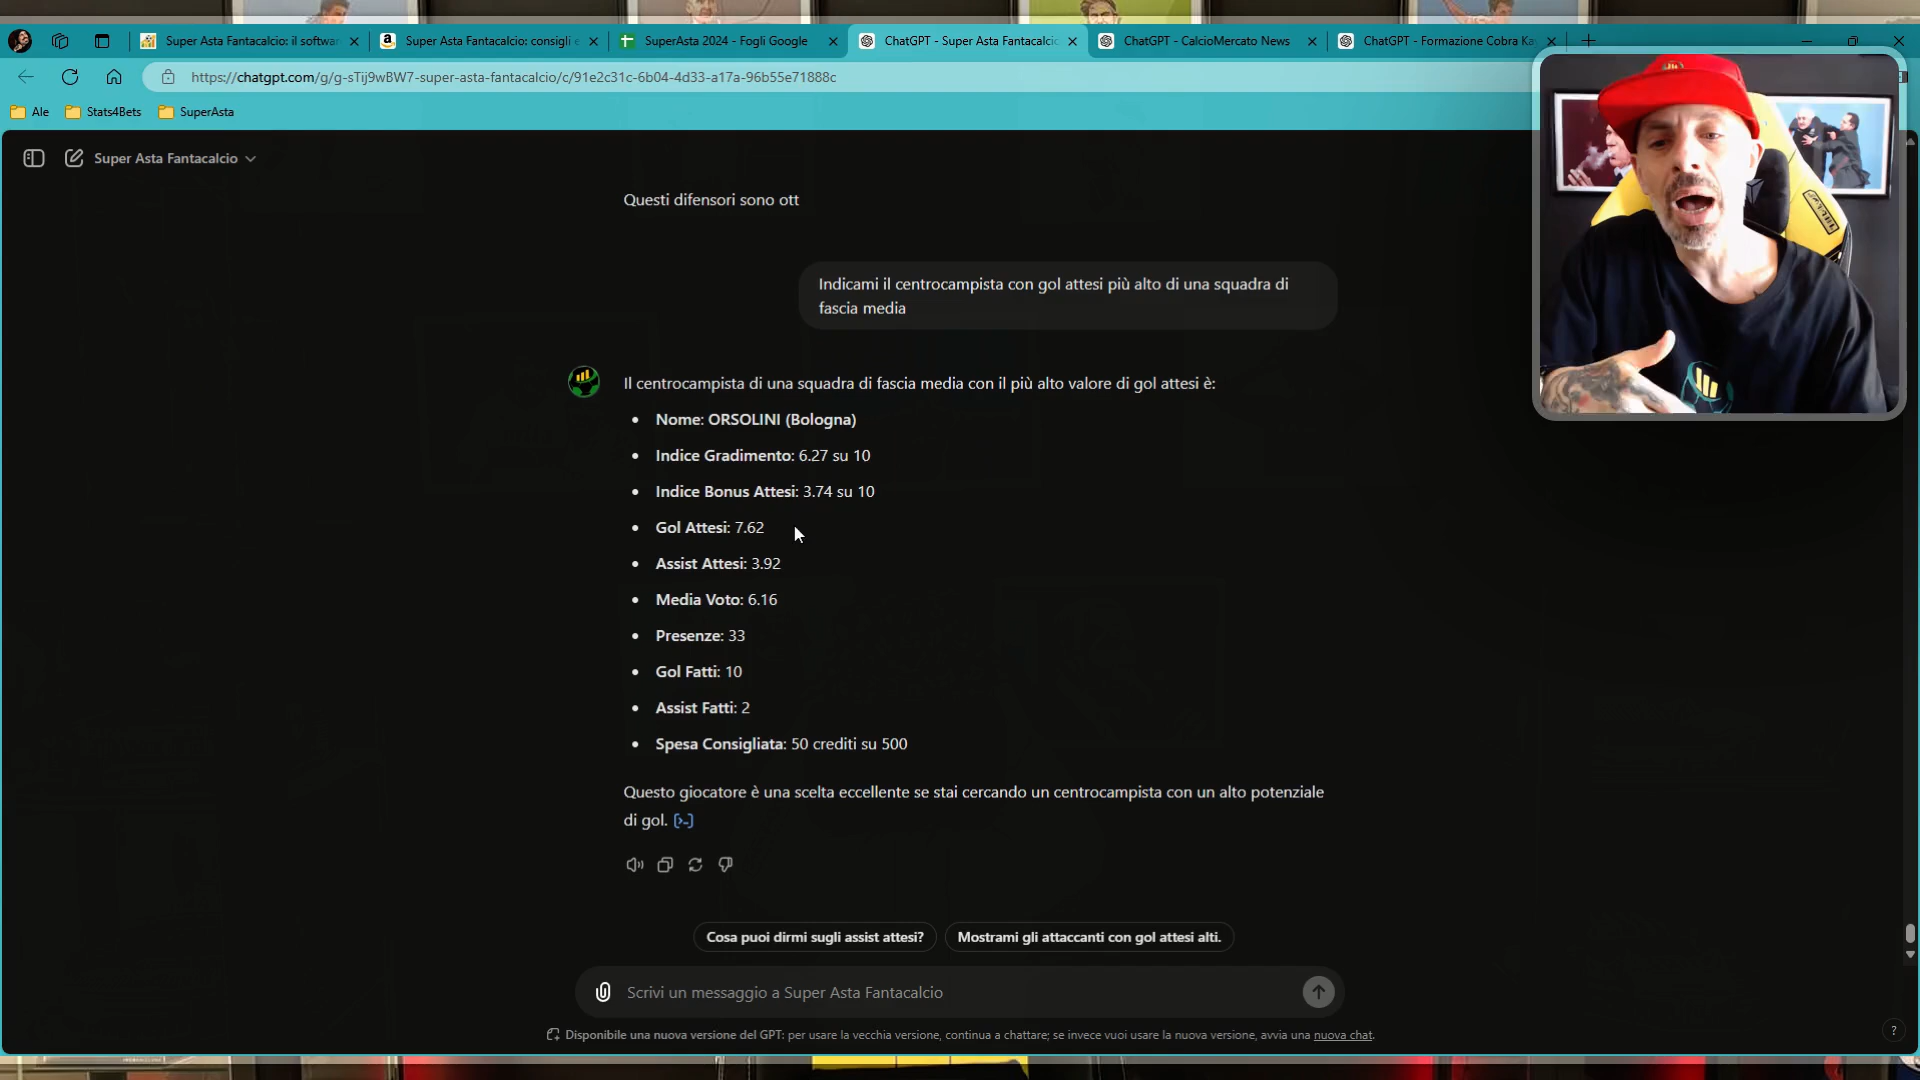 Super Asta Fantacalcio: il softwar
Super Asta Fantacalcio: consigli e
SuperAsta 2024 - Fogli Google
ChatGPT - Super Asta Fantacalcio
ChatGPT - CalcioMercato News
ChatGPT - Formazione Cobra Ka
https://chatgpt.com/g/g-sTij9wBW7-super-asta-fantacalcio/c/91e2c31c-6b04-4d33-a17a-96b55e71888c
Ale
Stats4Bets
SuperAsta
Super Asta Fantacalcio
Questi difensori sono ott
Indicami il centrocampista con gol attesi più alto di una squadra di
fascia media
Il centrocampista di una squadra di fascia media con il più alto valore di gol attesi è:
• Nome: ORSOLINI (Bologna)
• Indice Gradimento: 6.27 su 10
• Indice Bonus Attesi: 3.74 su 10
• Gol Attesi: 7.62
• Assist Attesi: 3.92
• Media Voto: 6.16
• Presenze: 33
• Gol Fatti: 10
• Assist Fatti: 2
• Spesa Consigliata: 50 crediti su 500
Questo giocatore è una scelta eccellente se stai cercando un centrocampista con un alto potenziale
di gol. [>-]
Cosa puoi dirmi sugli assist attesi?
Mostrami gli attaccanti con gol attesi alti.
Scrivi un messaggio a Super Asta Fantacalcio
Disponibile una nuova versione del GPT: per usare la vecchia versione, continua a chattare; se invece vuoi usare la nuova versione, avvia una nuova chat.
?